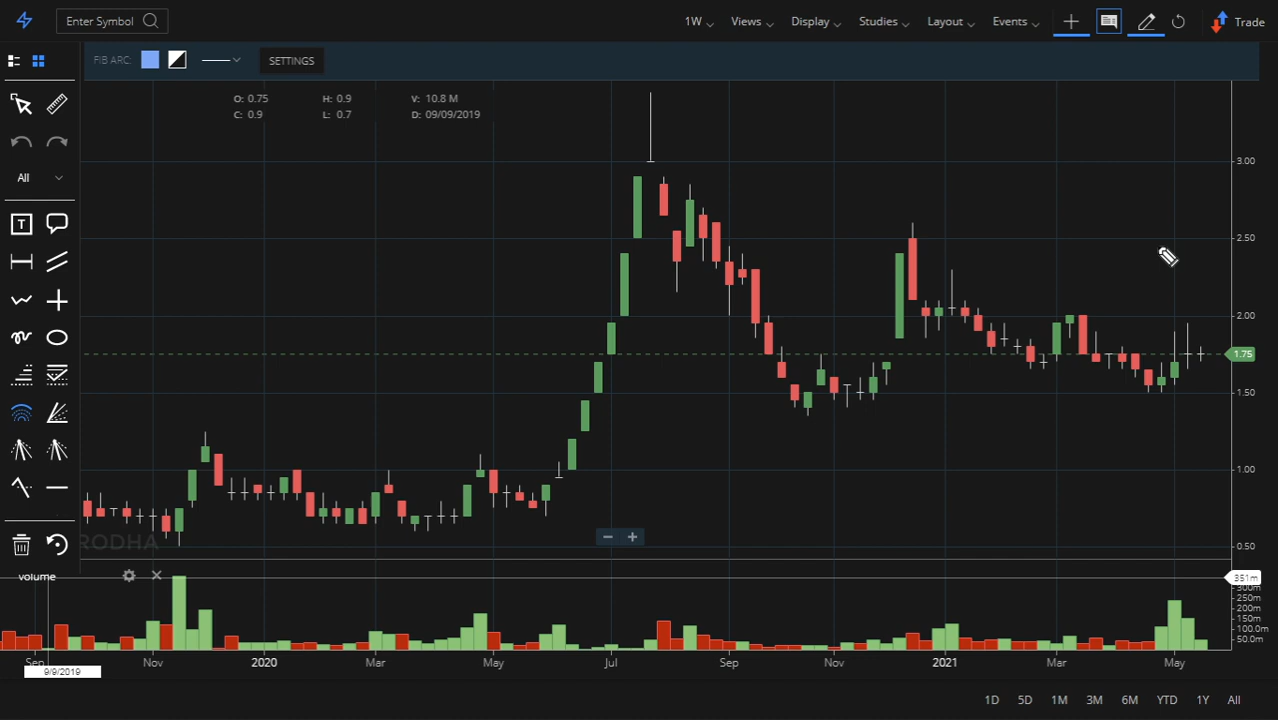 Enter Symbol
1W Views Display Studies Layout Events Trade
FIB ARC: SETTINGS
O: 0.75 H: 0.9 V: 10.8 M
C: 0.9 L: 0.7 D: 09/09/2019
All
T
3.00
2.50
2.00
1.75
1.50
1.00
0.50
RODHA
volume
351m
300m
250m
200m
150m
100.0m
50.0m
Sep Nov 2020 Mar May Jul Sep Nov 2021 Mar May
9/9/2019
1D 5D 1M 3M 6M YTD 1Y All